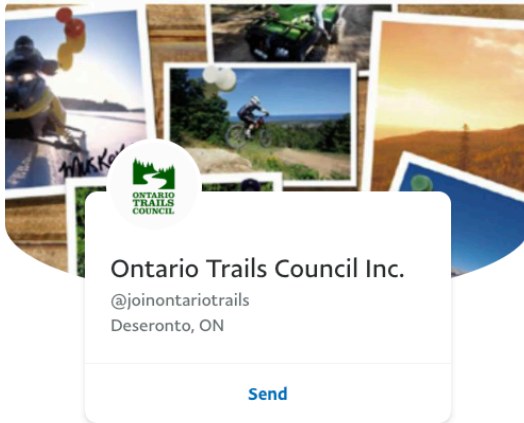 ONTARIO
TRAILS
COUNCIL
Ontario Trails Council Inc.
@joinontariotrails
Deseronto, ON
Send